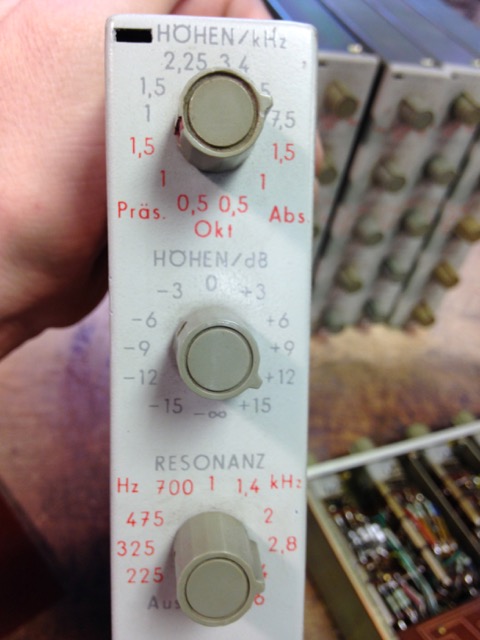 HÖHEN/kHz
2,25 3 4
1,5 5
1 7,5
1,5 1,5
1 1
Präs. 0,5 0,5 Abs.
Okt
HÖHEN/dB
-3 0 +3
-6 +6
-9 +9
-12 +12
-15 -∞ +15
RESONANZ
Hz 700 1 1,4 kHz
475 2
325 2,8
225